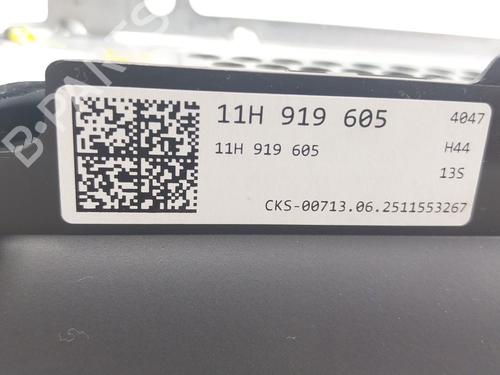 11H 919 605 4047
11H 919 605 H44
13S
CKS-00713.06.2511553267
B-PARTS